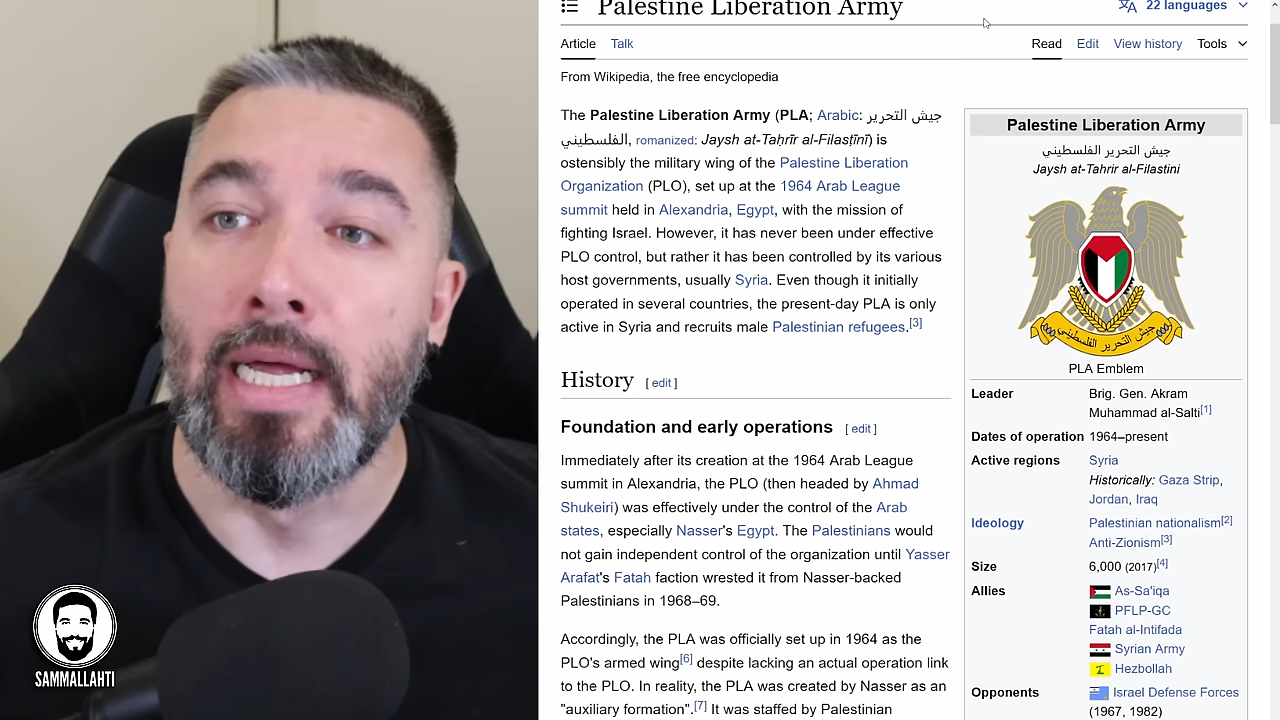 Palestine Liberation Army
22 languages
Article Talk
Read Edit View history Tools
From Wikipedia, the free encyclopedia
The Palestine Liberation Army (PLA; Arabic: جيش التحرير
الفلسطيني, romanized: Jaysh at-Taḥrīr al-Filasṭīnī) is
ostensibly the military wing of the Palestine Liberation
Organization (PLO), set up at the 1964 Arab League
summit held in Alexandria, Egypt, with the mission of
fighting Israel. However, it has never been under effective
PLO control, but rather it has been controlled by its various
host governments, usually Syria. Even though it initially
operated in several countries, the present-day PLA is only
active in Syria and recruits male Palestinian refugees.[3]
History [ edit ]
Foundation and early operations [ edit ]
Immediately after its creation at the 1964 Arab League
summit in Alexandria, the PLO (then headed by Ahmad
Shukeiri) was effectively under the control of the Arab
states, especially Nasser's Egypt. The Palestinians would
not gain independent control of the organization until Yasser
Arafat's Fatah faction wrested it from Nasser-backed
Palestinians in 1968–69.
Accordingly, the PLA was officially set up in 1964 as the
PLO's armed wing[6] despite lacking an actual operation link
to the PLO. In reality, the PLA was created by Nasser as an
"auxiliary formation".[7] It was staffed by Palestinian
Palestine Liberation Army
جيش التحرير الفلسطيني
Jaysh at-Tahrir al-Filastini
جيش التحرير الفلسطيني
PLA Emblem
Leader Brig. Gen. Akram
Muhammad al-Salti[1]
Dates of operation 1964–present
Active regions Syria
Historically: Gaza Strip,
Jordan, Iraq
Ideology Palestinian nationalism[2]
Anti-Zionism[3]
Size 6,000 (2017)[4]
Allies As-Sa'iqa
PFLP-GC
Fatah al-Intifada
Syrian Army
Hezbollah
Opponents Israel Defense Forces
(1967, 1982)
SAMMALLAHTI